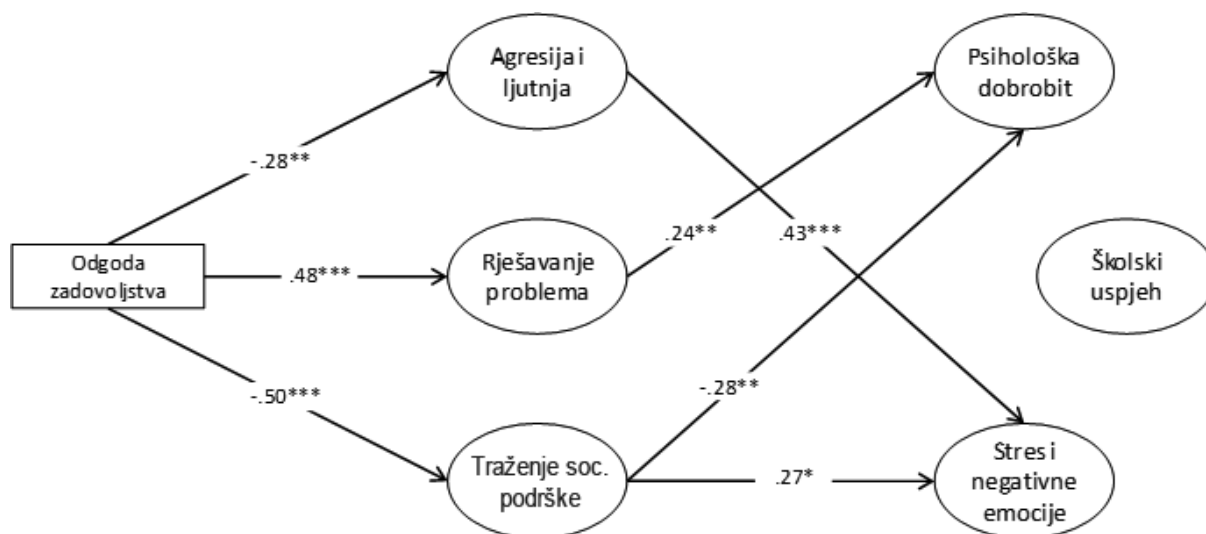 Agresija i
ljutnja
Psihološka
dobrobit
-.28**
.24**
.43***
Odgoda
zadovoljstva
.48***
Rješavanje
problema
Školski
uspjeh
-.50***
-.28**
Traženje soc.
podrške
.27*
Stres i
negativne
emocije